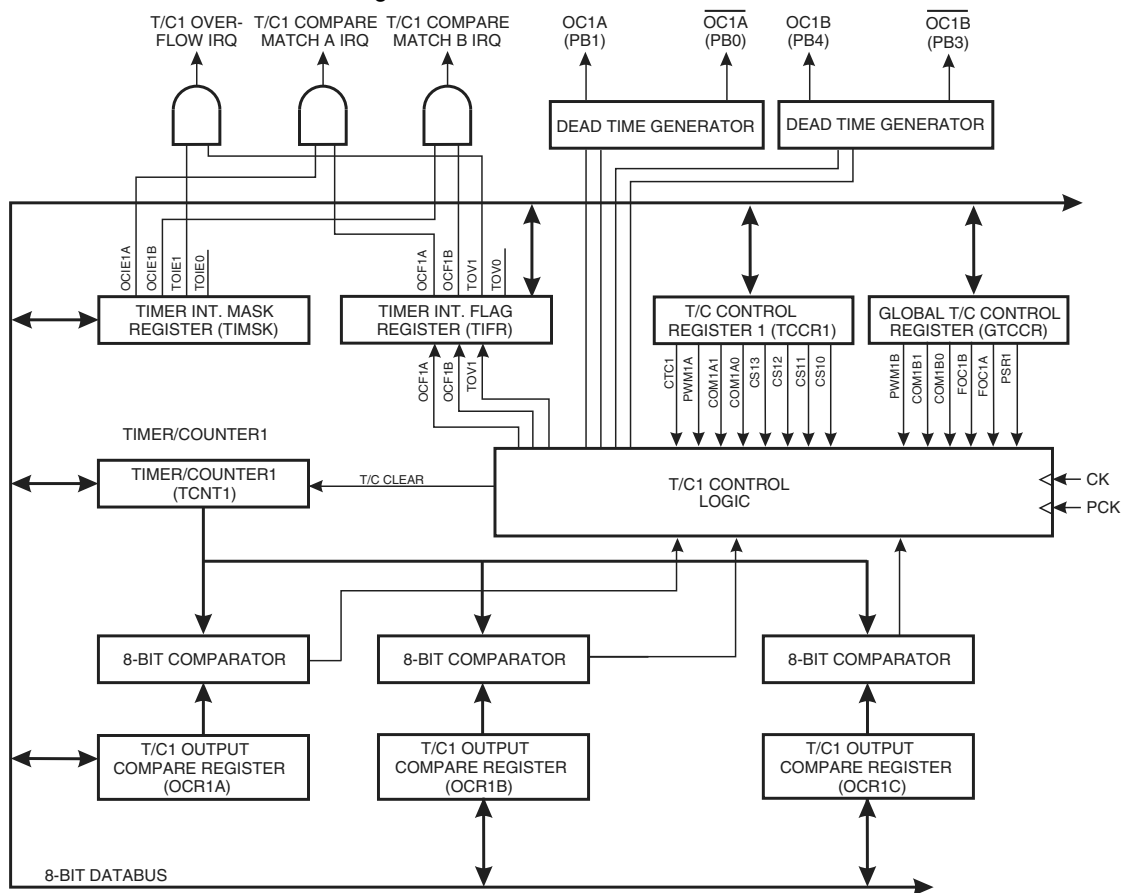 T/C1 OVER-
FLOW IRQ
T/C1 COMPARE
MATCH A IRQ
T/C1 COMPARE
MATCH B IRQ
OC1A
(PB1)
OC1A
(PB0)
OC1B
(PB4)
OC1B
(PB3)
DEAD TIME GENERATOR
DEAD TIME GENERATOR
OCIE1A
OCIE1B
TOIE1
TOIE0
OCF1A
OCF1B
TOV1
TOV0
TIMER INT. MASK
REGISTER (TIMSK)
TIMER INT. FLAG
REGISTER (TIFR)
T/C CONTROL
REGISTER 1 (TCCR1)
GLOBAL T/C CONTROL
REGISTER (GTCCR)
OCF1A
OCF1B
TOV1
CTC1
PWM1A
COM1A1
COM1A0
CS13
CS12
CS11
CS10
PWM1B
COM1B1
COM1B0
FOC1B
FOC1A
PSR1
TIMER/COUNTER1
TIMER/COUNTER1
(TCNT1)
T/C CLEAR
T/C1 CONTROL
LOGIC
CK
PCK
8-BIT COMPARATOR
8-BIT COMPARATOR
8-BIT COMPARATOR
T/C1 OUTPUT
COMPARE REGISTER
(OCR1A)
T/C1 OUTPUT
COMPARE REGISTER
(OCR1B)
T/C1 OUTPUT
COMPARE REGISTER
(OCR1C)
8-BIT DATABUS